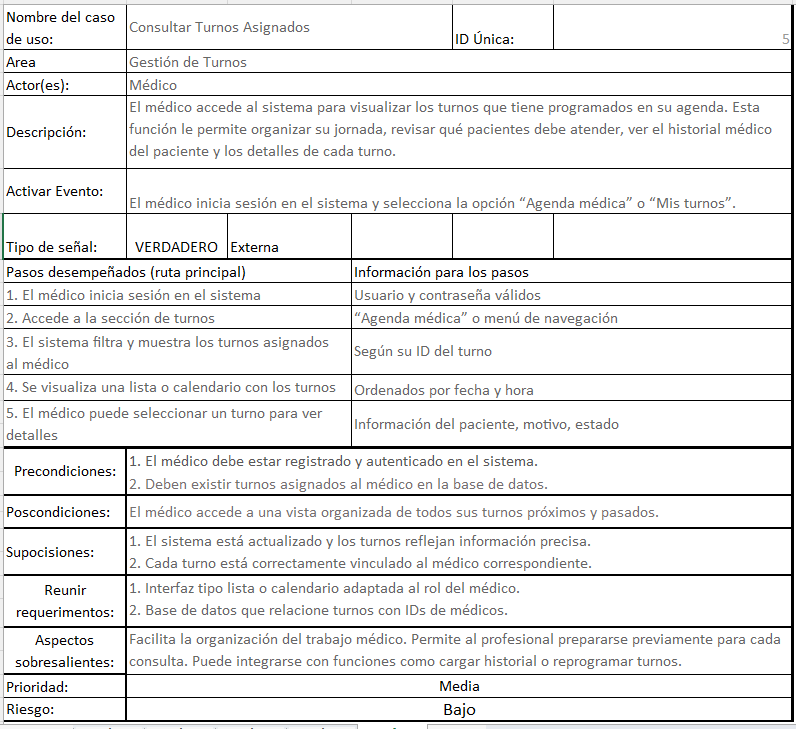 Nombre del caso de uso: Consultar Turnos Asignados ID Única: 5
Area Gestión de Turnos
Actor(es): Médico
Descripción: El médico accede al sistema para visualizar los turnos que tiene programados en su agenda. Esta
función le permite organizar su jornada, revisar qué pacientes debe atender, ver el historial médico
del paciente y los detalles de cada turno.
Activar Evento: El médico inicia sesión en el sistema y selecciona la opción “Agenda médica” o “Mis turnos”.
Tipo de señal: VERDADERO Externa
Pasos desempeñados (ruta principal) Información para los pasos
1. El médico inicia sesión en el sistema Usuario y contraseña válidos
2. Accede a la sección de turnos “Agenda médica” o menú de navegación
3. El sistema filtra y muestra los turnos asignados
al médico Según su ID del turno
4. Se visualiza una lista o calendario con los turnos Ordenados por fecha y hora
5. El médico puede seleccionar un turno para ver
detalles Información del paciente, motivo, estado
Precondiciones: 1. El médico debe estar registrado y autenticado en el sistema.
2. Deben existir turnos asignados al médico en la base de datos.
Poscondiciones: El médico accede a una vista organizada de todos sus turnos próximos y pasados.
Supocisiones: 1. El sistema está actualizado y los turnos reflejan información precisa.
2. Cada turno está correctamente vinculado al médico correspondiente.
Reunir requerimientos: 1. Interfaz tipo lista o calendario adaptada al rol del médico.
2. Base de datos que relacione turnos con IDs de médicos.
Aspectos sobresalientes: Facilita la organización del trabajo médico. Permite al profesional prepararse previamente para cada
consulta. Puede integrarse con funciones como cargar historial o reprogramar turnos.
Prioridad: Media
Riesgo: Bajo